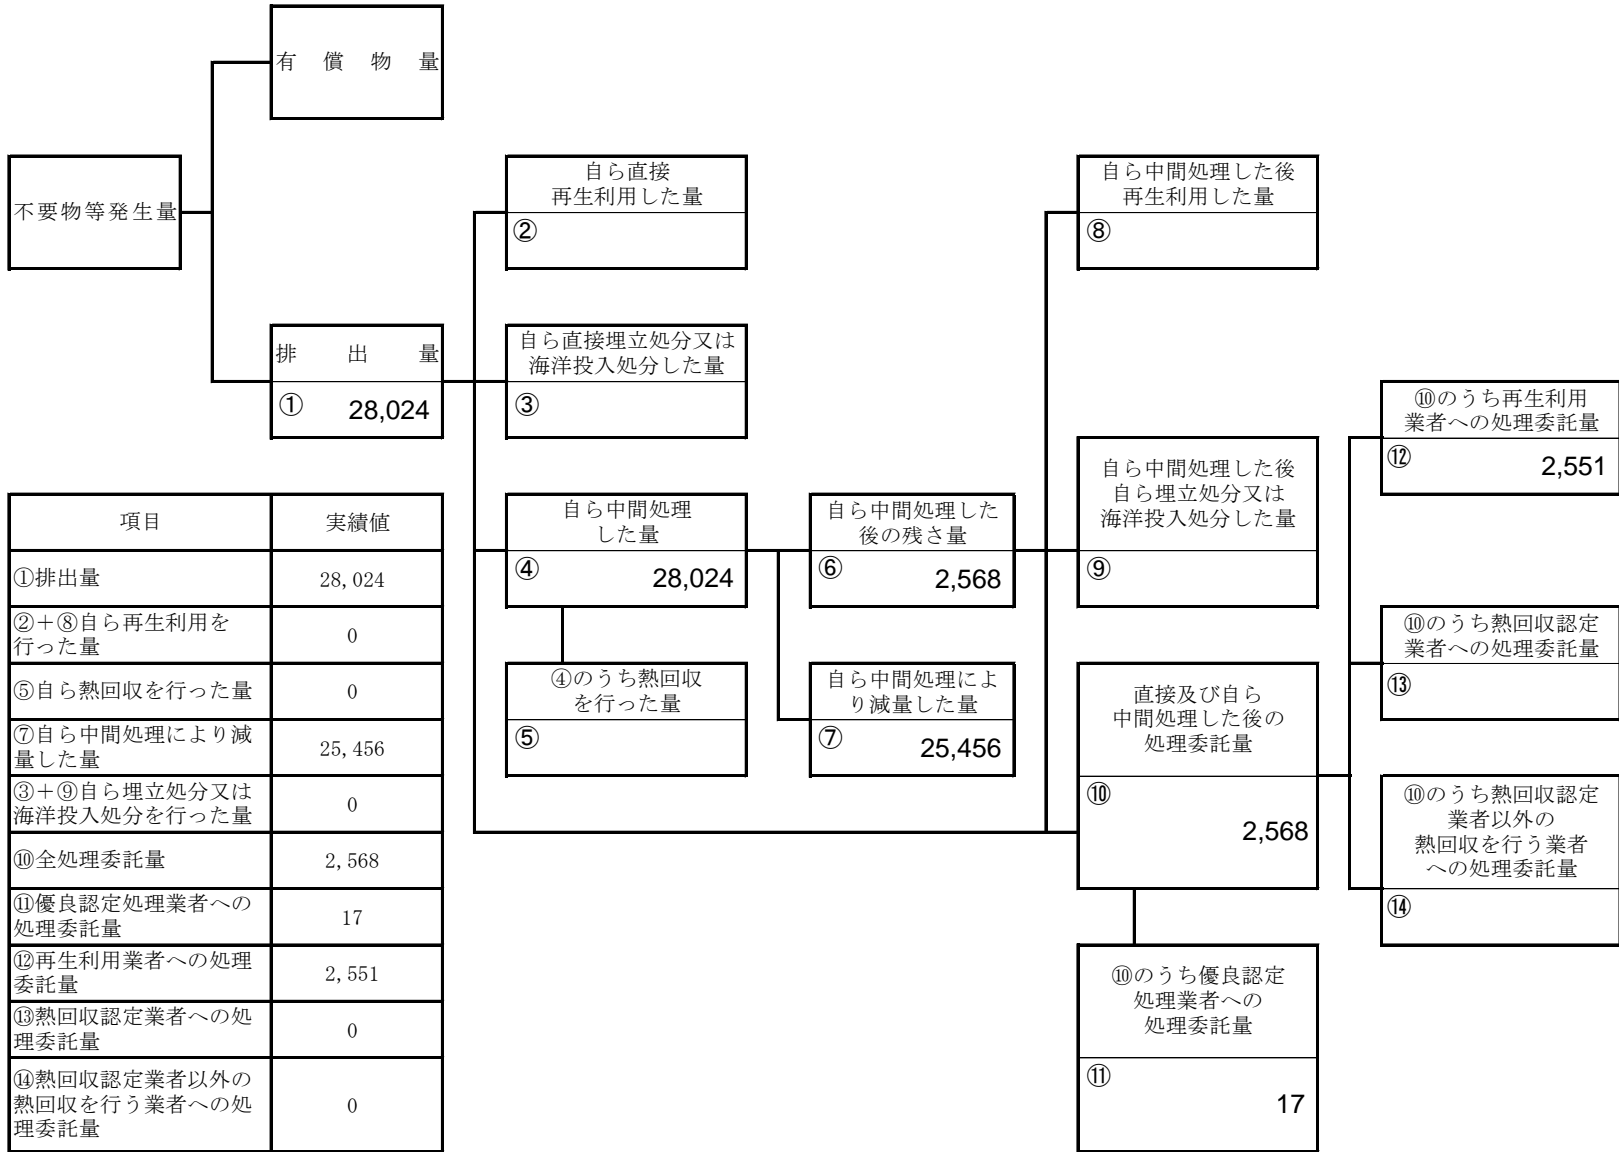 有償物量
不要物等発生量
排出量
① 28,024
自ら直接
再生利用した量
②
自ら直接埋立処分又は
海洋投入処分した量
③
自ら中間処理
した量
④ 28,024
④のうち熱回収
を行った量
⑤
自ら中間処理した
後の残さ量
⑥ 2,568
自ら中間処理によ
り減量した量
⑦ 25,456
自ら中間処理した後
再生利用した量
⑧
自ら中間処理した後
自ら埋立処分又は
海洋投入処分した量
⑨
直接及び自ら
中間処理した後の
処理委託量
⑩
2,568
⑩のうち優良認定
処理業者への
処理委託量
⑪
17
⑩のうち再生利用
業者への処理委託量
⑫ 2,551
⑩のうち熱回収認定
業者への処理委託量
⑬
⑩のうち熱回収認定
業者以外の
熱回収を行う業者
への処理委託量
⑭
項目 実績値
①排出量 28,024
②+⑧自ら再生利用を
行った量 0
⑤自ら熱回収を行った量 0
⑦自ら中間処理により減
量した量 25,456
③+⑨自ら埋立処分又は
海洋投入処分を行った量 0
⑩全処理委託量 2,568
⑪優良認定処理業者への
処理委託量 17
⑫再生利用業者への処理
委託量 2,551
⑬熱回収認定業者への処
理委託量 0
⑭熱回収認定業者以外の
熱回収を行う業者への処
理委託量 0